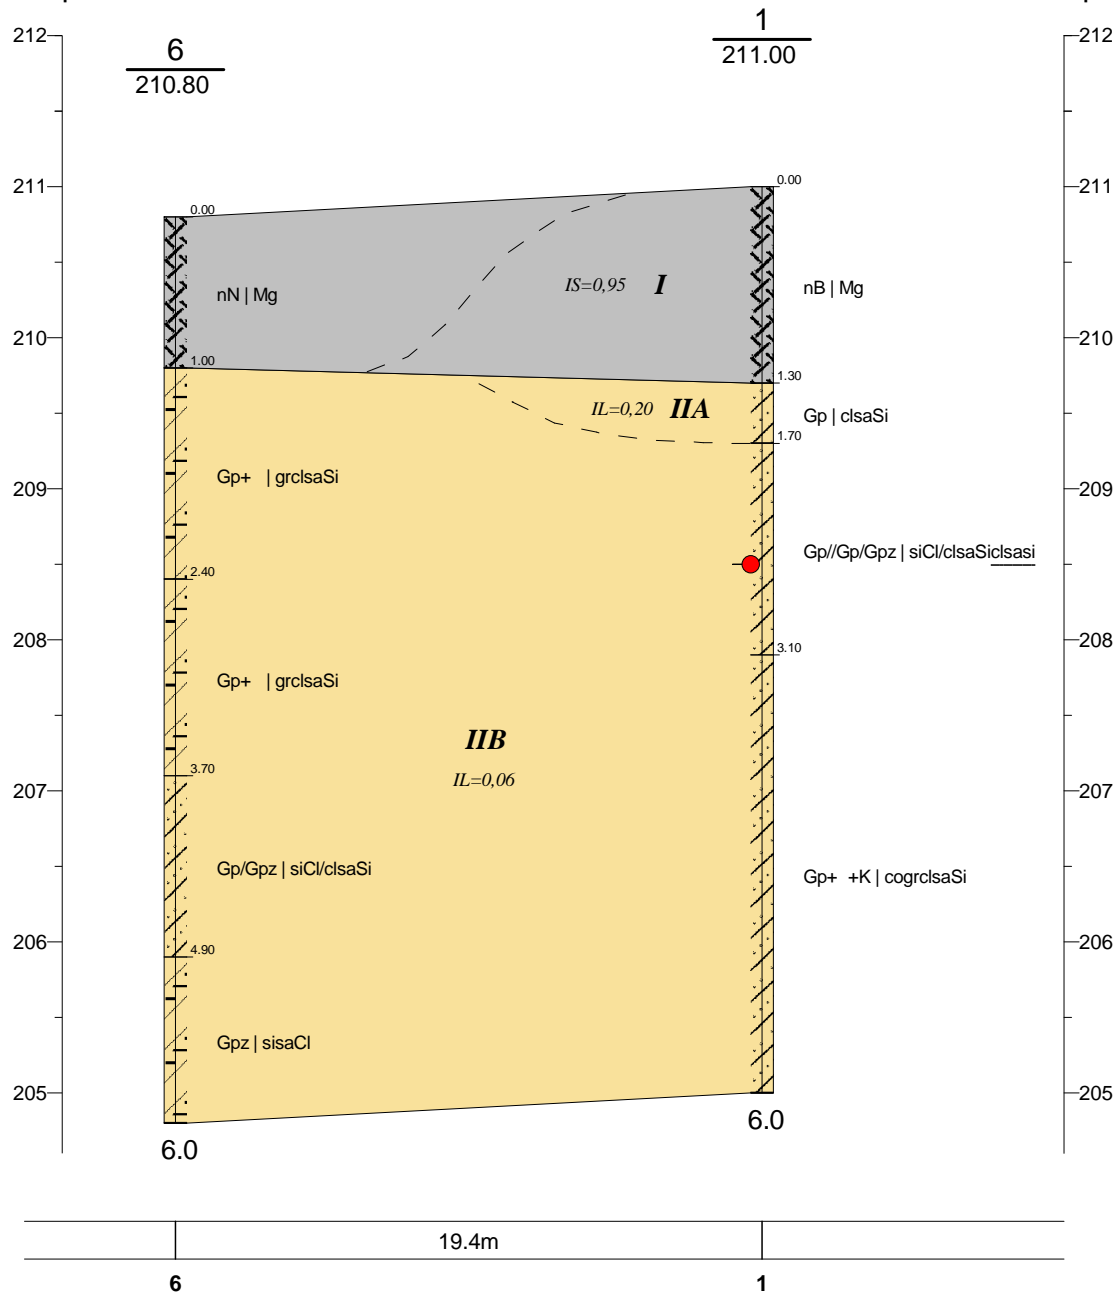 1
212 212
6
211.00
210.80
211 0.00 211
0.00
IS=0,95 I
nN | Mg nB | Mg
210 210
1.00
1.30
IL=0,20 IIA
Gp | clsaSi
1.70
Gp+ | grclsaSi
209 209
Gp//Gp/Gpz | siCl/clsaSiclsasi
2.40
208 208
3.10
Gp+ | grclsaSi
IIB
3.70
IL=0,06
207 207
Gp/Gpz | siCl/clsaSi
Gp+ +K | cogrclsaSi
206 206
4.90
Gpz | sisaCl
205 205
6.0
6.0
19.4m
6 1